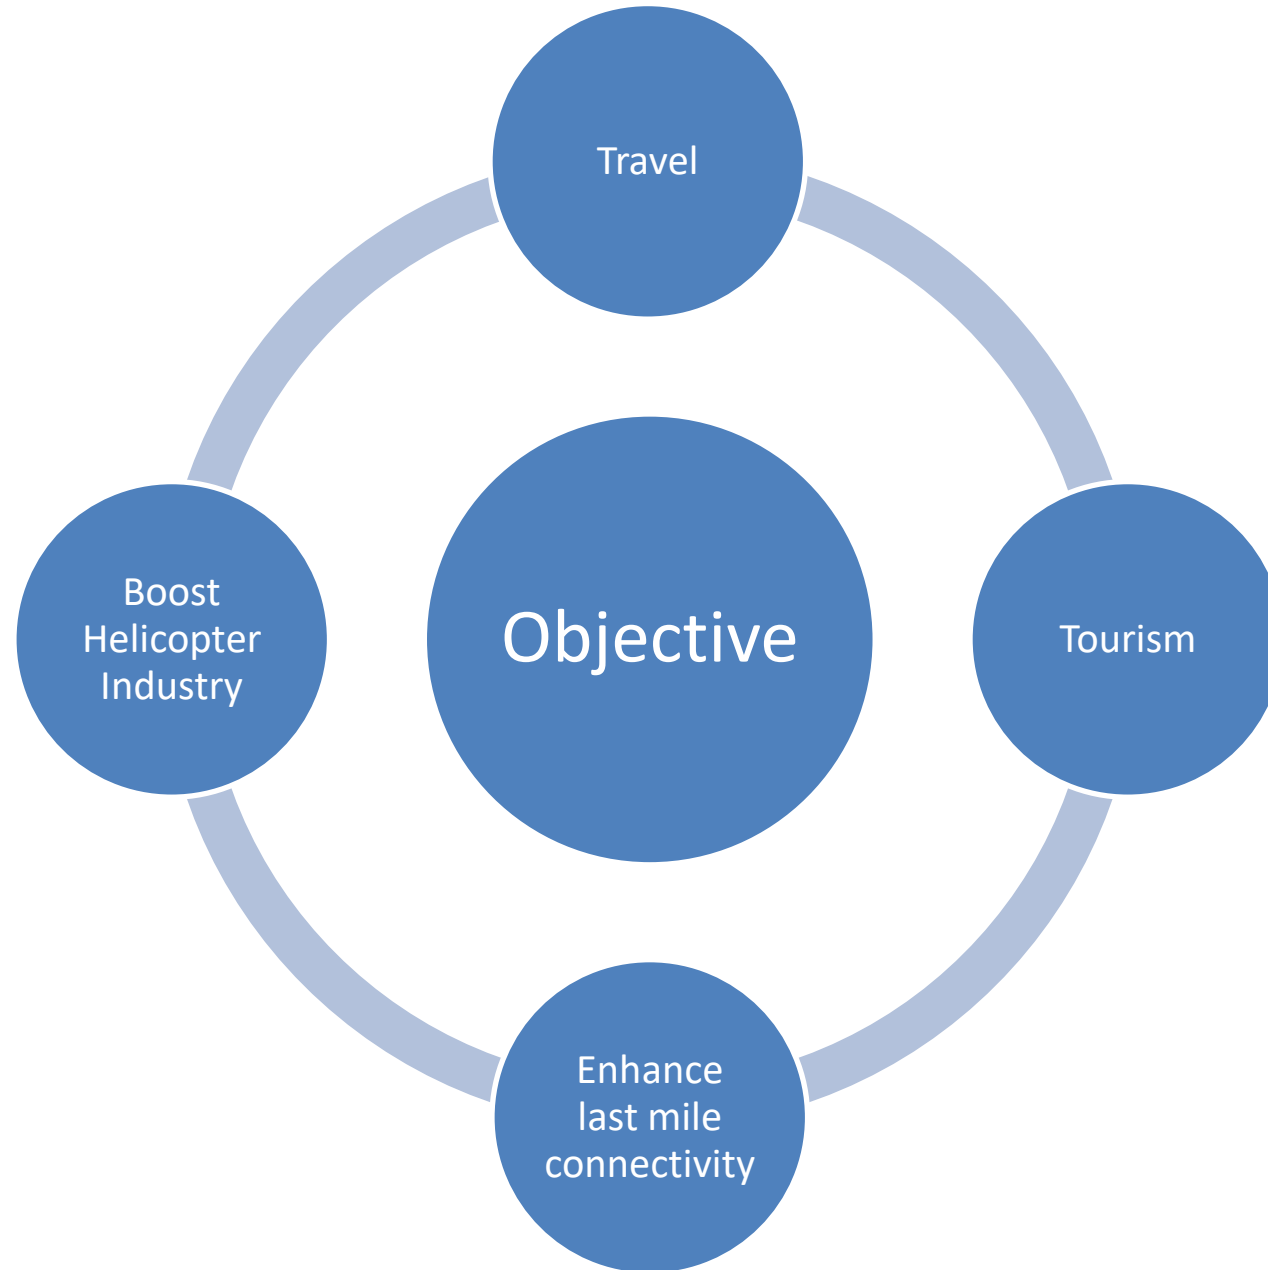 Travel
Boost
Helicopter
Industry
Objective
Tourism
Enhance
last mile
connectivity